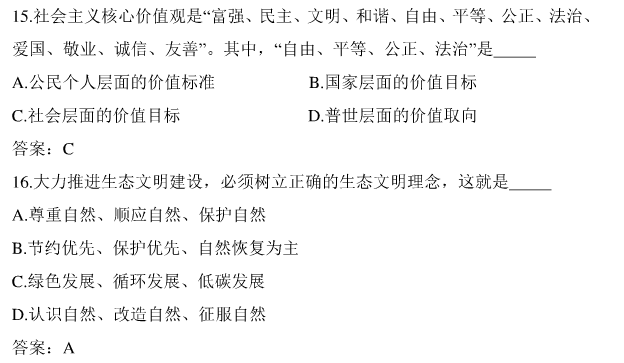 15.社会主义核心价值观是“富强、民主、文明、和谐、自由、平等、公正、法治、
爱国、敬业、诚信、友善”。其中，“自由、平等、公正、法治”是_____
A.公民个人层面的价值标准 B.国家层面的价值目标
C.社会层面的价值目标 D.普世层面的价值取向
答案：C
16.大力推进生态文明建设，必须树立正确的生态文明理念，这就是_____
A.尊重自然、顺应自然、保护自然
B.节约优先、保护优先、自然恢复为主
C.绿色发展、循环发展、低碳发展
D.认识自然、改造自然、征服自然
答案：A